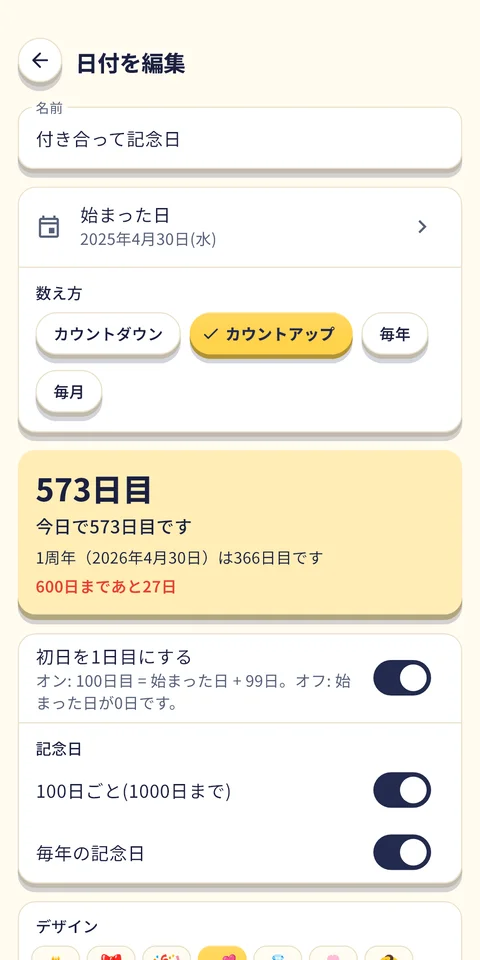 日付を編集
名前
付き合って記念日
始まった日
2025年4月30日(水)
数え方
カウントダウン
カウントアップ
毎年
毎月
573日目
今日で573日目です
1周年（2026年4月30日）は366日目です
600日まであと27日
初日を1日目にする
オン: 100日目 = 始まった日 + 99日。オフ: 始
まった日が0日です。
記念日
100日ごと(1000日まで)
毎年の記念日
デザイン